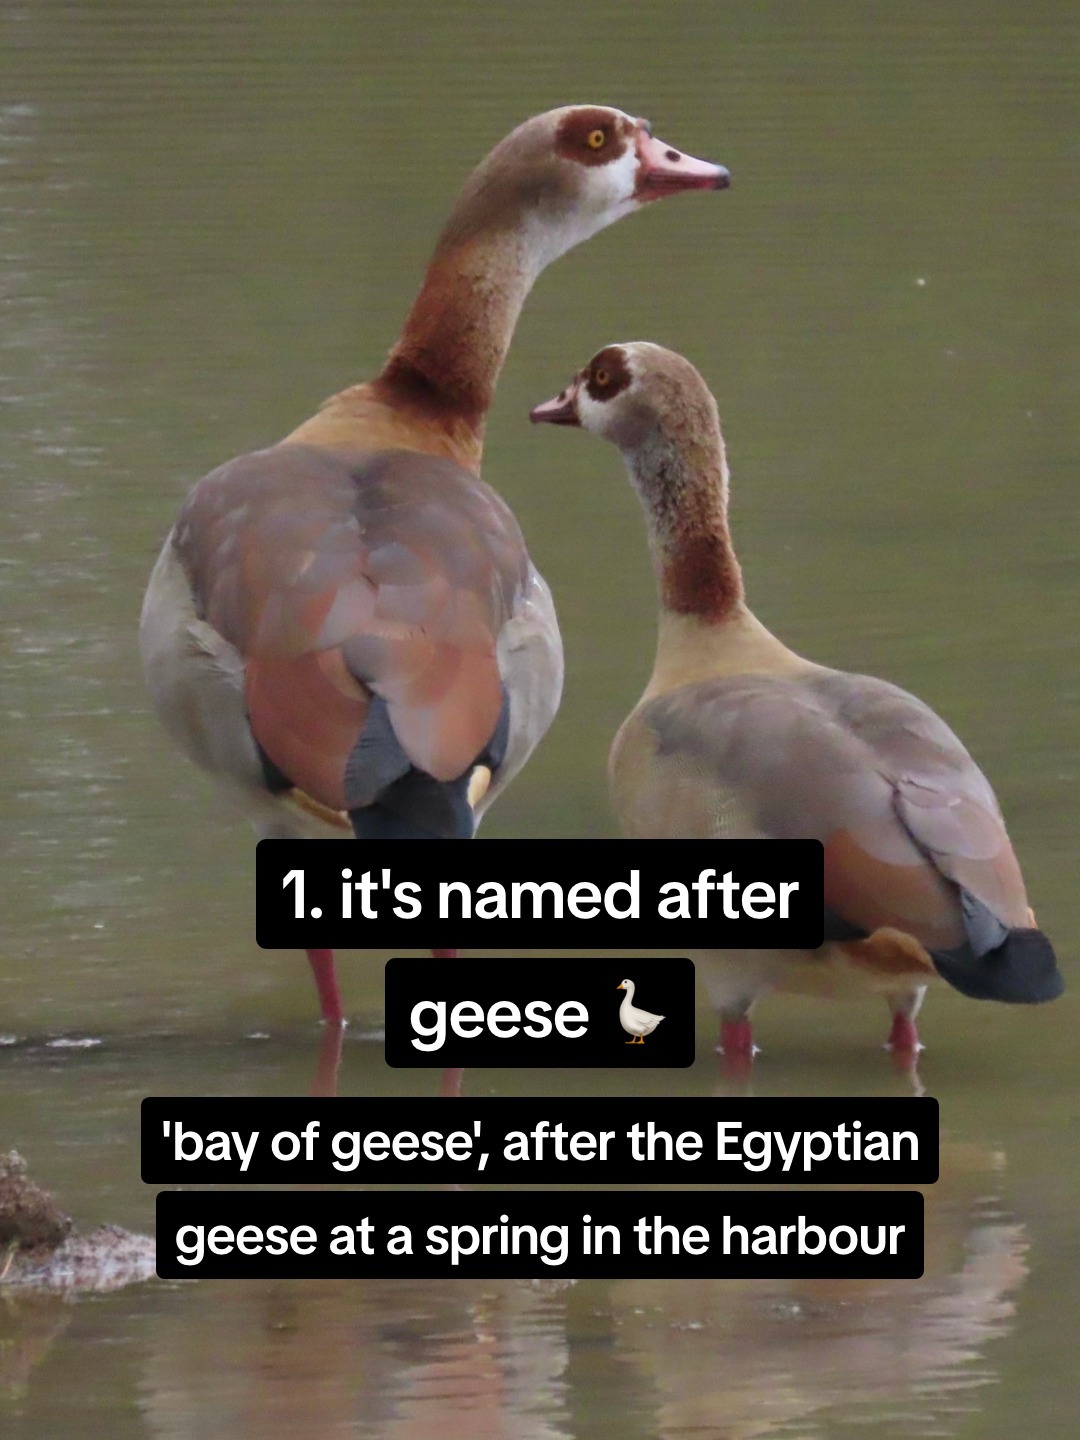 1. it's named after
geese 🦆
'bay of geese', after the Egyptian
geese at a spring in the harbour